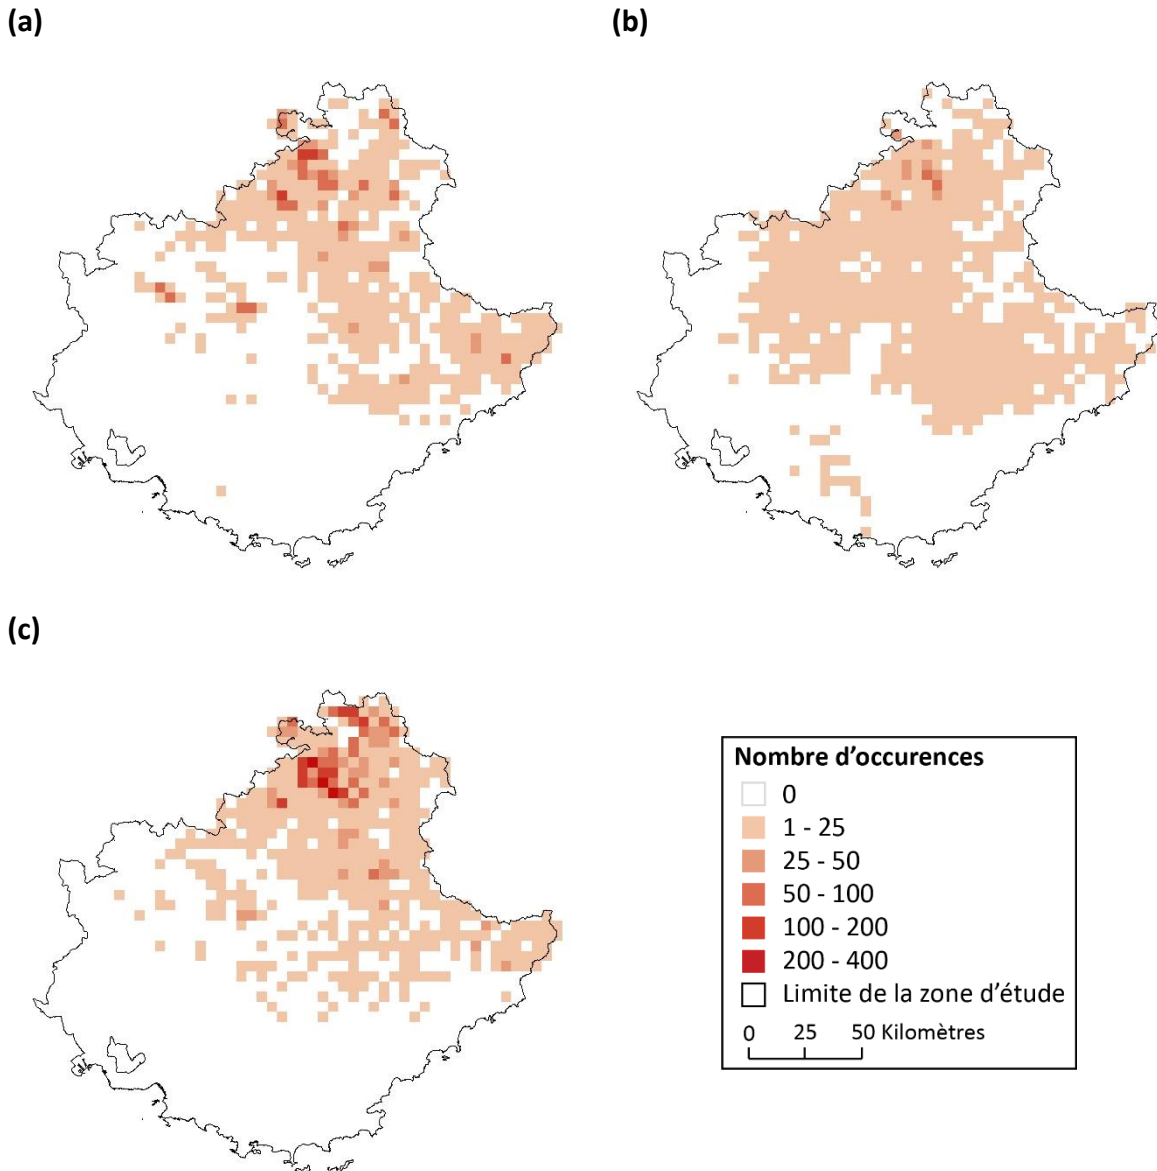 (a)
(b)
(c)
Nombre d'occurences
0
1 - 25
25 - 50
50 - 100
100 - 200
200 - 400
Limite de la zone d'étude
0 25 50 Kilomètres